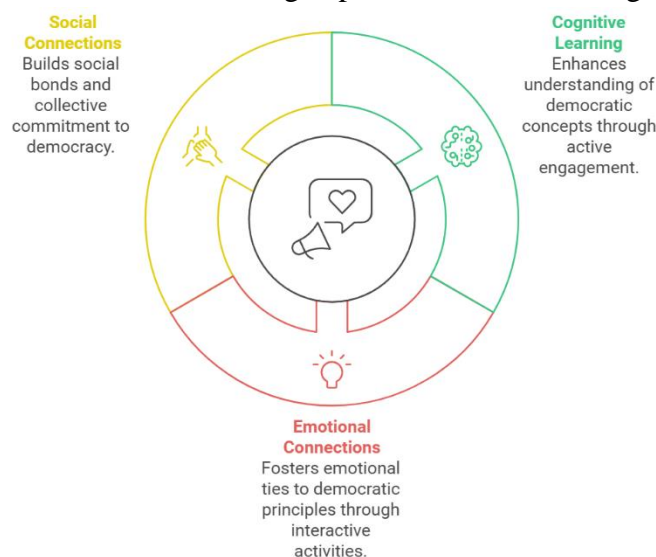 Social
Connections
Builds social
bonds and
collective
commitment to
democracy.
Cognitive
Learning
Enhances
understanding of
democratic
concepts through
active
engagement.
Emotional
Connections
Fosters emotional
ties to democratic
principles through
interactive
activities.